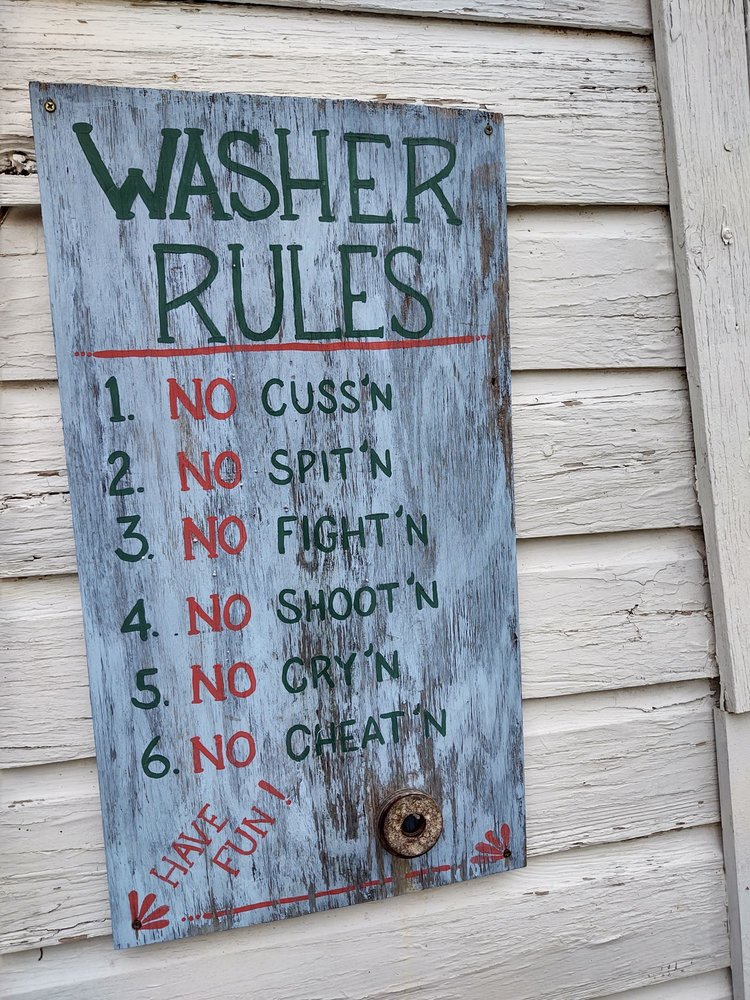 WASHER
RULES
1. NO CUSS'N
2. NO SPIT'N
3. NO FIGHT'N
4. NO SHOOT'N
5. NO CRY'N
6. NO CHEAT'N
HAVE
FUN!